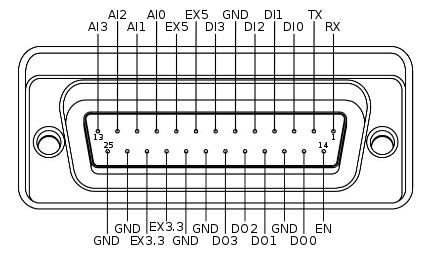 AI2 AI0 EX5 GND DI1 TX
AI3 AI1 EX5 DI3 DI2 DI0 RX
13 1
25 14
GND EX3.3 GND DO2 GND EN
GND EX3.3 GND DO3 DO1 DO0